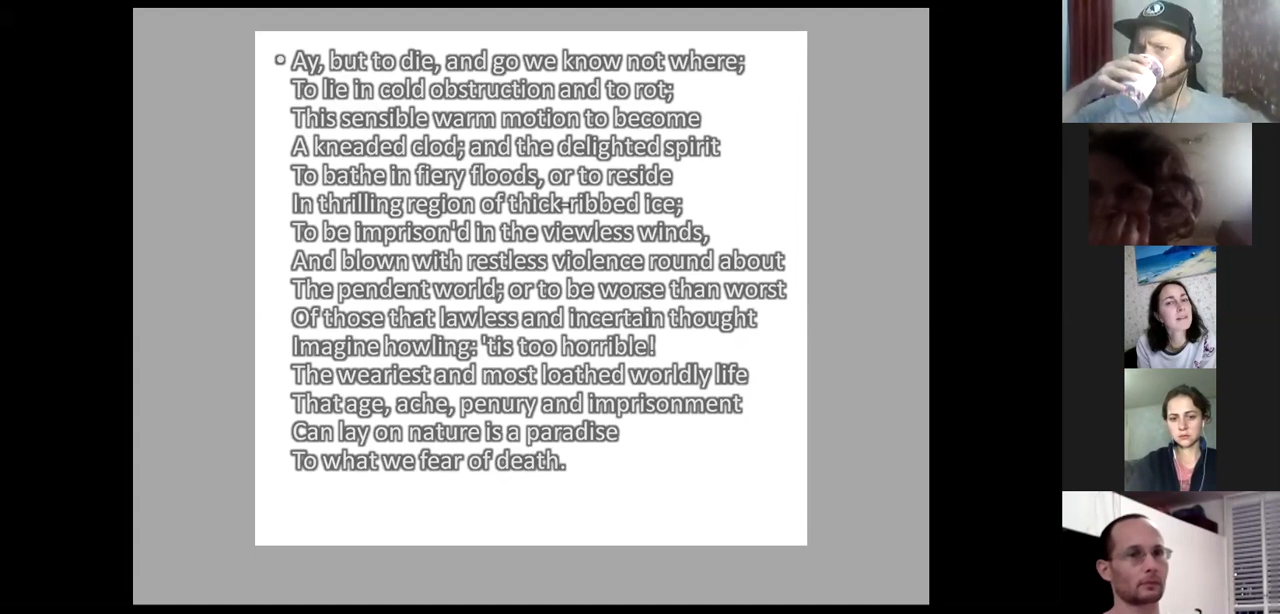 • Ay, but to die, and go we know not where;
To lie in cold obstruction and to rot;
This sensible warm motion to become
A kneaded clod; and the delighted spirit
To bathe in fiery floods, or to reside
In thrilling region of thick-ribbed ice;
To be imprison'd in the viewless winds,
And blown with restless violence round about
The pendent world; or to be worse than worst
Of those that lawless and incertain thought
Imagine howling: 'tis too horrible!
The weariest and most loathed worldly life
That age, ache, penury and imprisonment
Can lay on nature is a paradise
To what we fear of death.